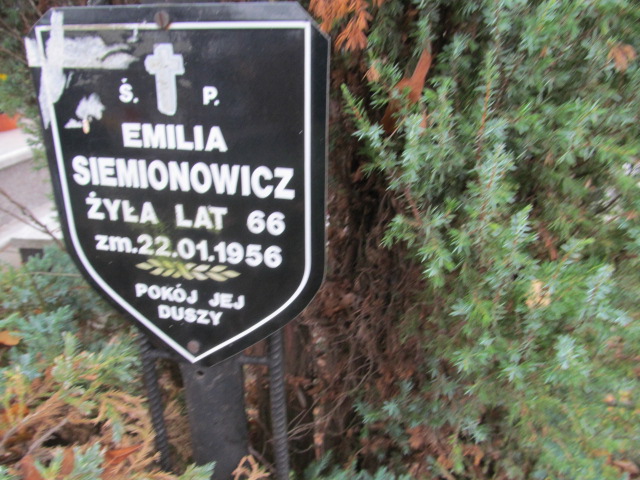 Ś. P.
EMILIA
SIEMIONOWICZ
ŻYŁA LAT 66
zm.22.01.1956
POKÓJ JEJ
DUSZY